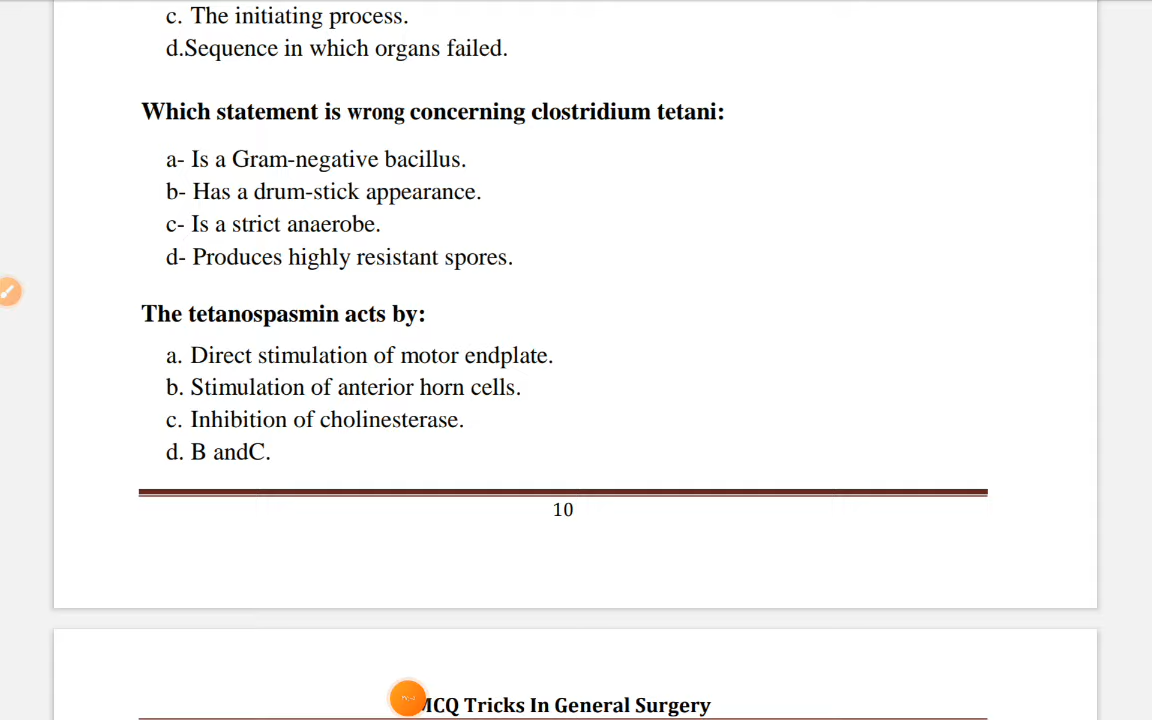 c. The initiating process.
d.Sequence in which organs failed.
Which statement is wrong concerning clostridium tetani:
a- Is a Gram-negative bacillus.
b- Has a drum-stick appearance.
c- Is a strict anaerobe.
d- Produces highly resistant spores.
The tetanospasmin acts by:
a. Direct stimulation of motor endplate.
b. Stimulation of anterior horn cells.
c. Inhibition of cholinesterase.
d. B andC.
10
MCQ Tricks In General Surgery